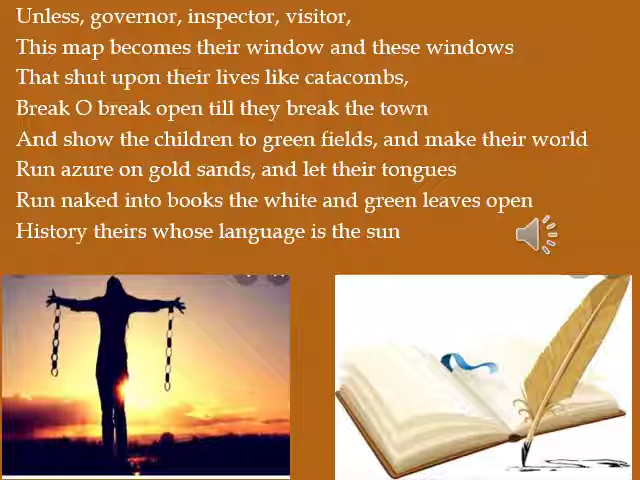 Unless, governor, inspector, visitor,
This map becomes their window and these windows
That shut upon their lives like catacombs,
Break O break open till they break the town
And show the children to green fields, and make their world
Run azure on gold sands, and let their tongues
Run naked into books the white and green leaves open
History theirs whose language is the sun